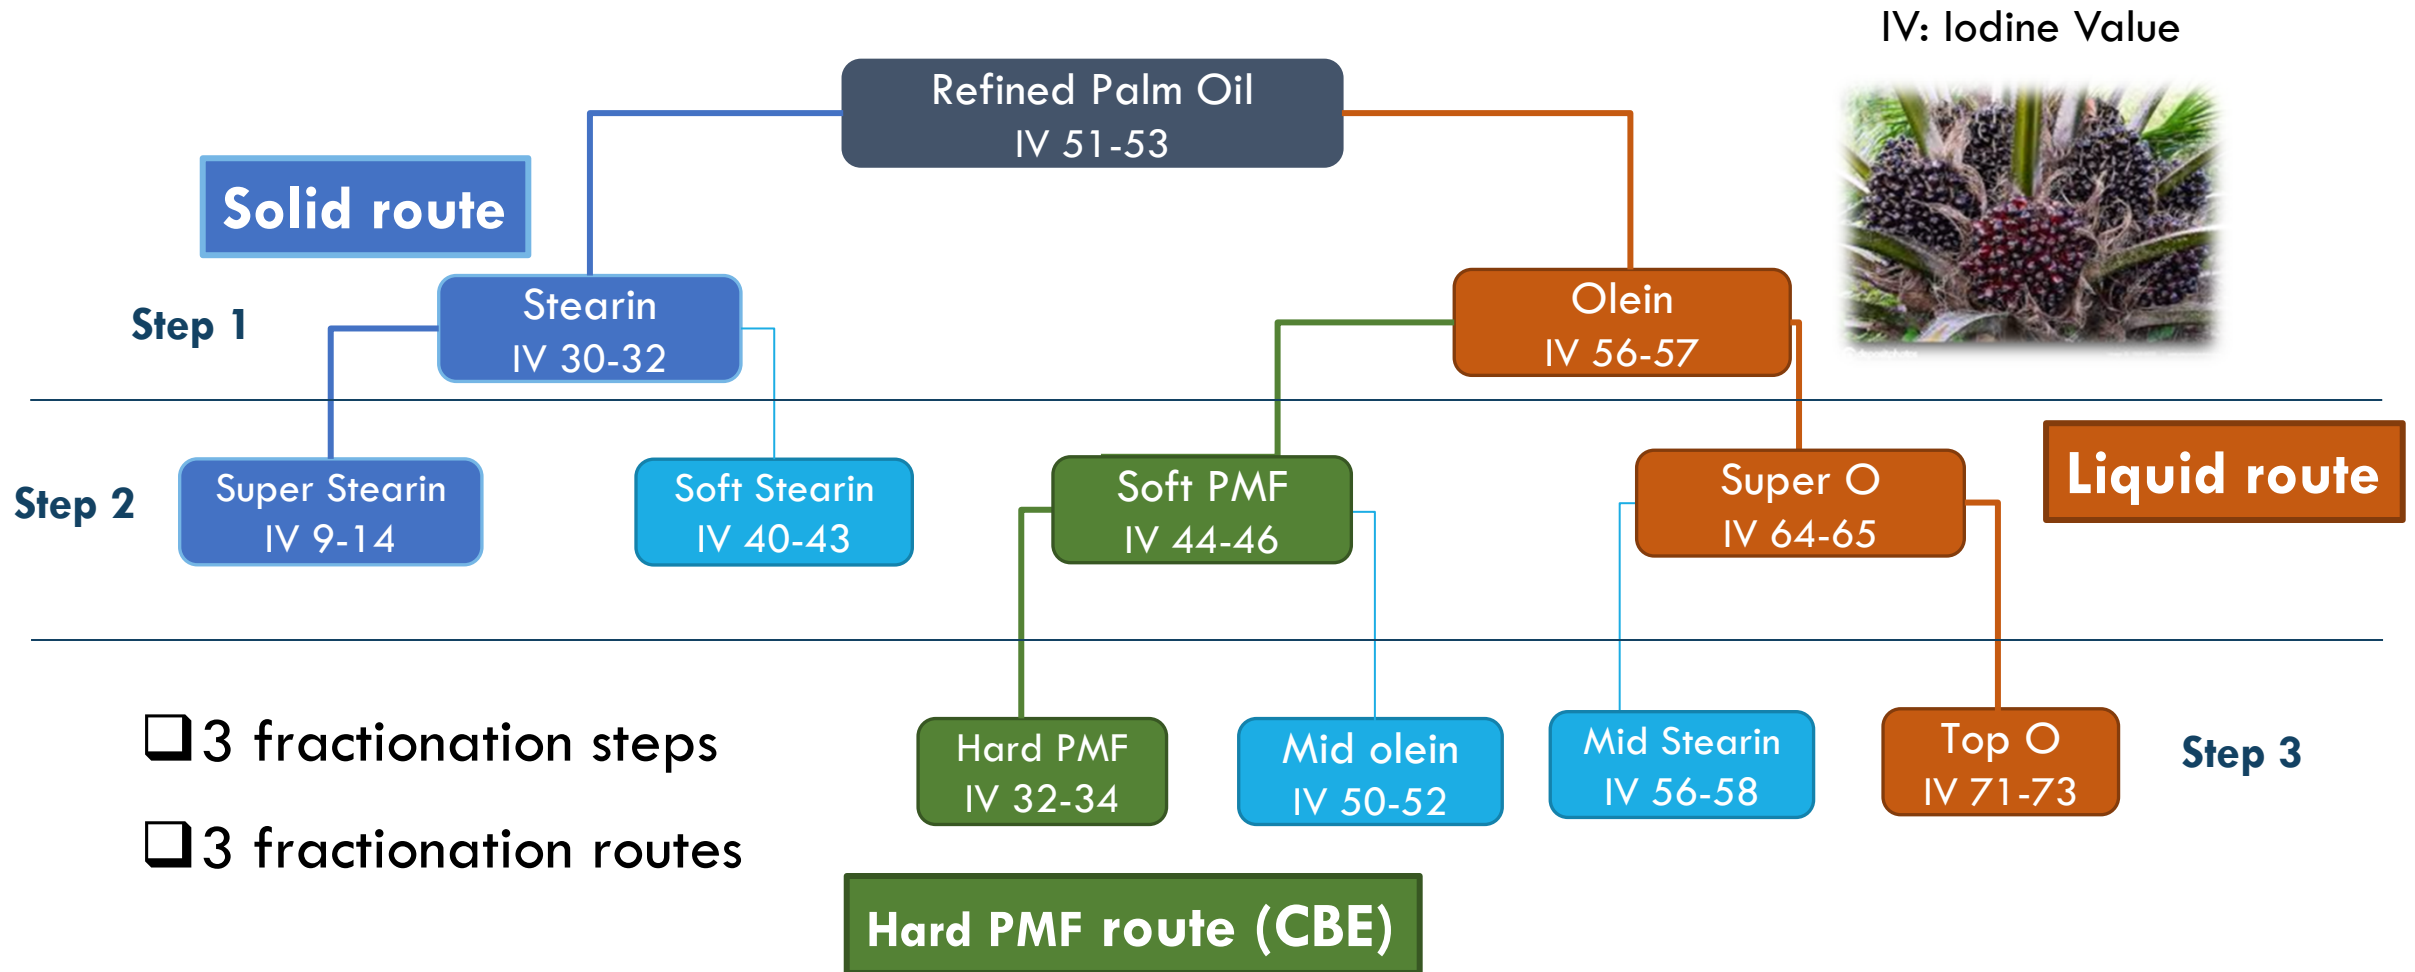 IV: Iodine Value
Refined Palm Oil
IV 51-53
Solid route
Step 1
Stearin
IV 30-32
Olein
IV 56-57
Liquid route
Step 2
Super Stearin
IV 9-14
Soft Stearin
IV 40-43
Soft PMF
IV 44-46
Super O
IV 64-65
3 fractionation steps
3 fractionation routes
Hard PMF
IV 32-34
Mid olein
IV 50-52
Mid Stearin
IV 56-58
Top O
IV 71-73
Step 3
Hard PMF route (CBE)